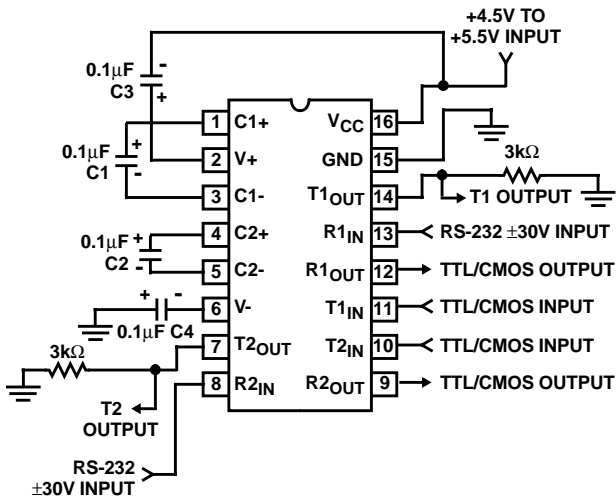 +4.5V TO
+5.5V INPUT
0.1µF
-
C3
+
1 C1+
VCC 16
0.1µF
+
C1
-
2 V+
GND 15
3kΩ
3 C1-
T1OUT 14
T1 OUTPUT
0.1µF
+
C2
-
4 C2+
R1IN 13
RS-232 ±30V INPUT
5 C2-
R1OUT 12
TTL/CMOS OUTPUT
+ -
0.1µF C4
6 V-
T1IN 11
TTL/CMOS INPUT
3kΩ
7 T2OUT
T2IN 10
TTL/CMOS INPUT
8 R2IN
R2OUT 9
TTL/CMOS OUTPUT
T2
OUTPUT
RS-232
±30V INPUT